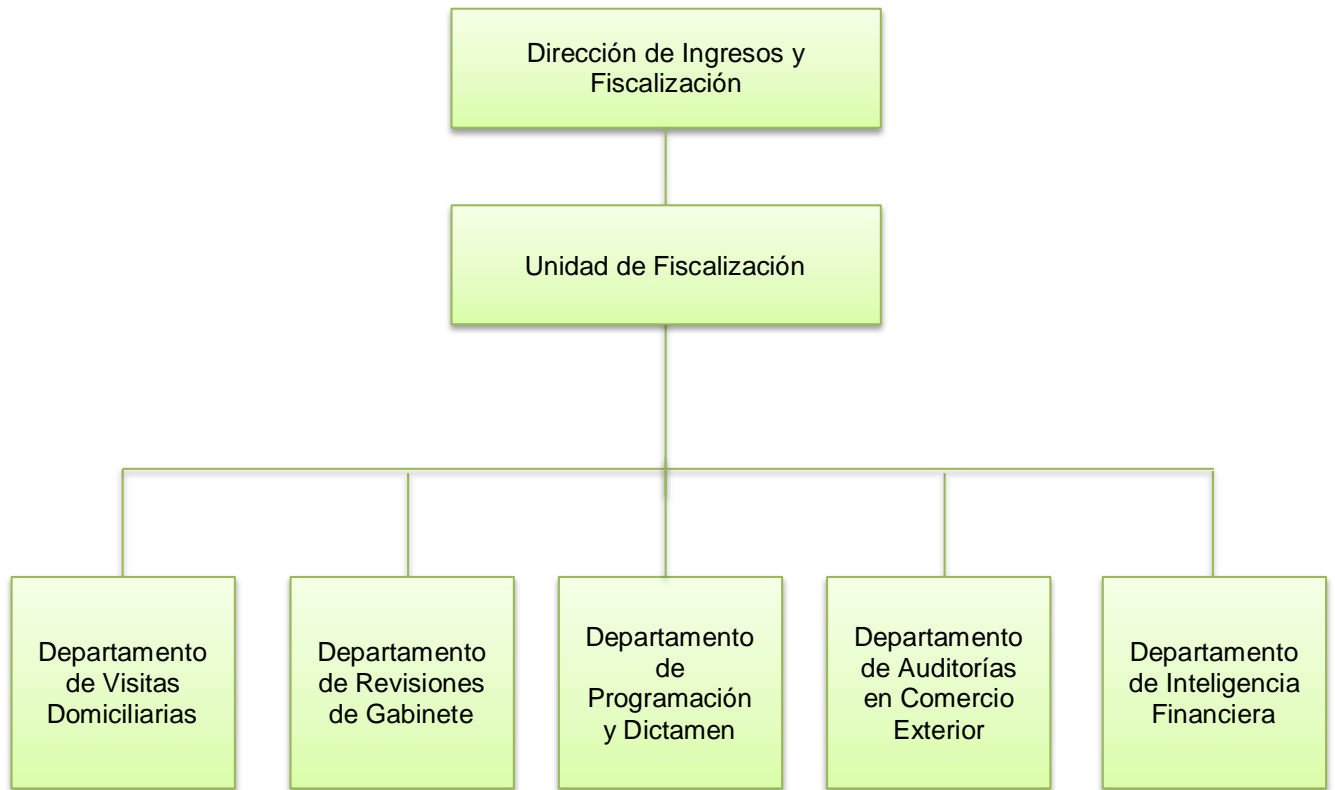 Dirección de Ingresos y
Fiscalización
Unidad de Fiscalización
Departamento
de Visitas
Domiciliarias
Departamento
de Revisiones
de Gabinete
Departamento
de
Programación
y Dictamen
Departamento
de Auditorías
en Comercio
Exterior
Departamento
de Inteligencia
Financiera